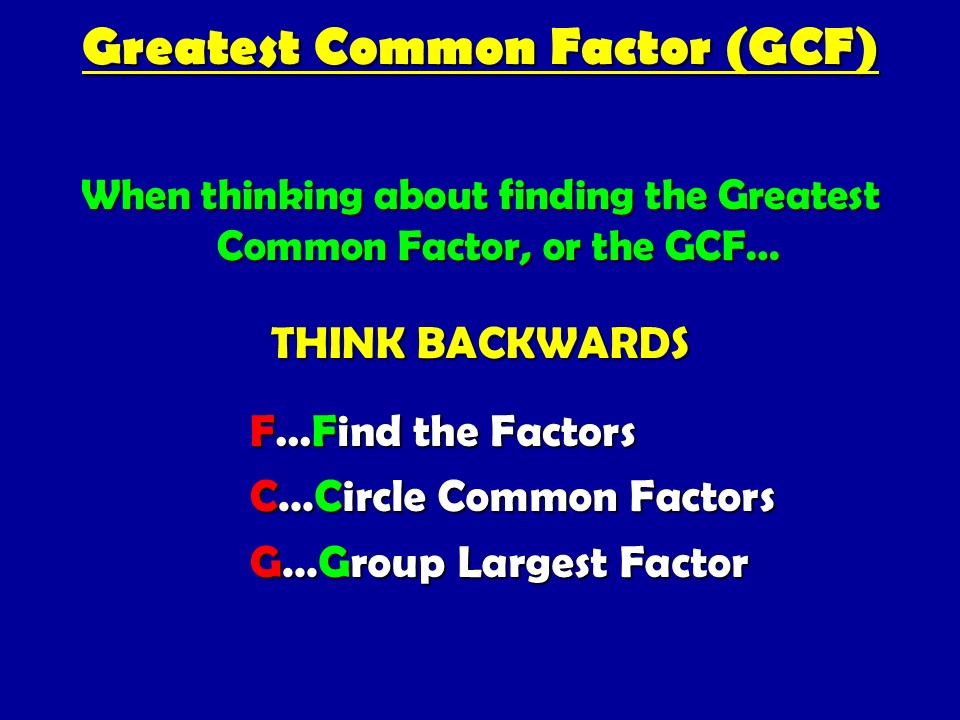 Greatest Common Factor (GCF)
When thinking about finding the Greatest
Common Factor, or the GCF...
THINK BACKWARDS
F...Find the Factors
C...Circle Common Factors
G...Group Largest Factor